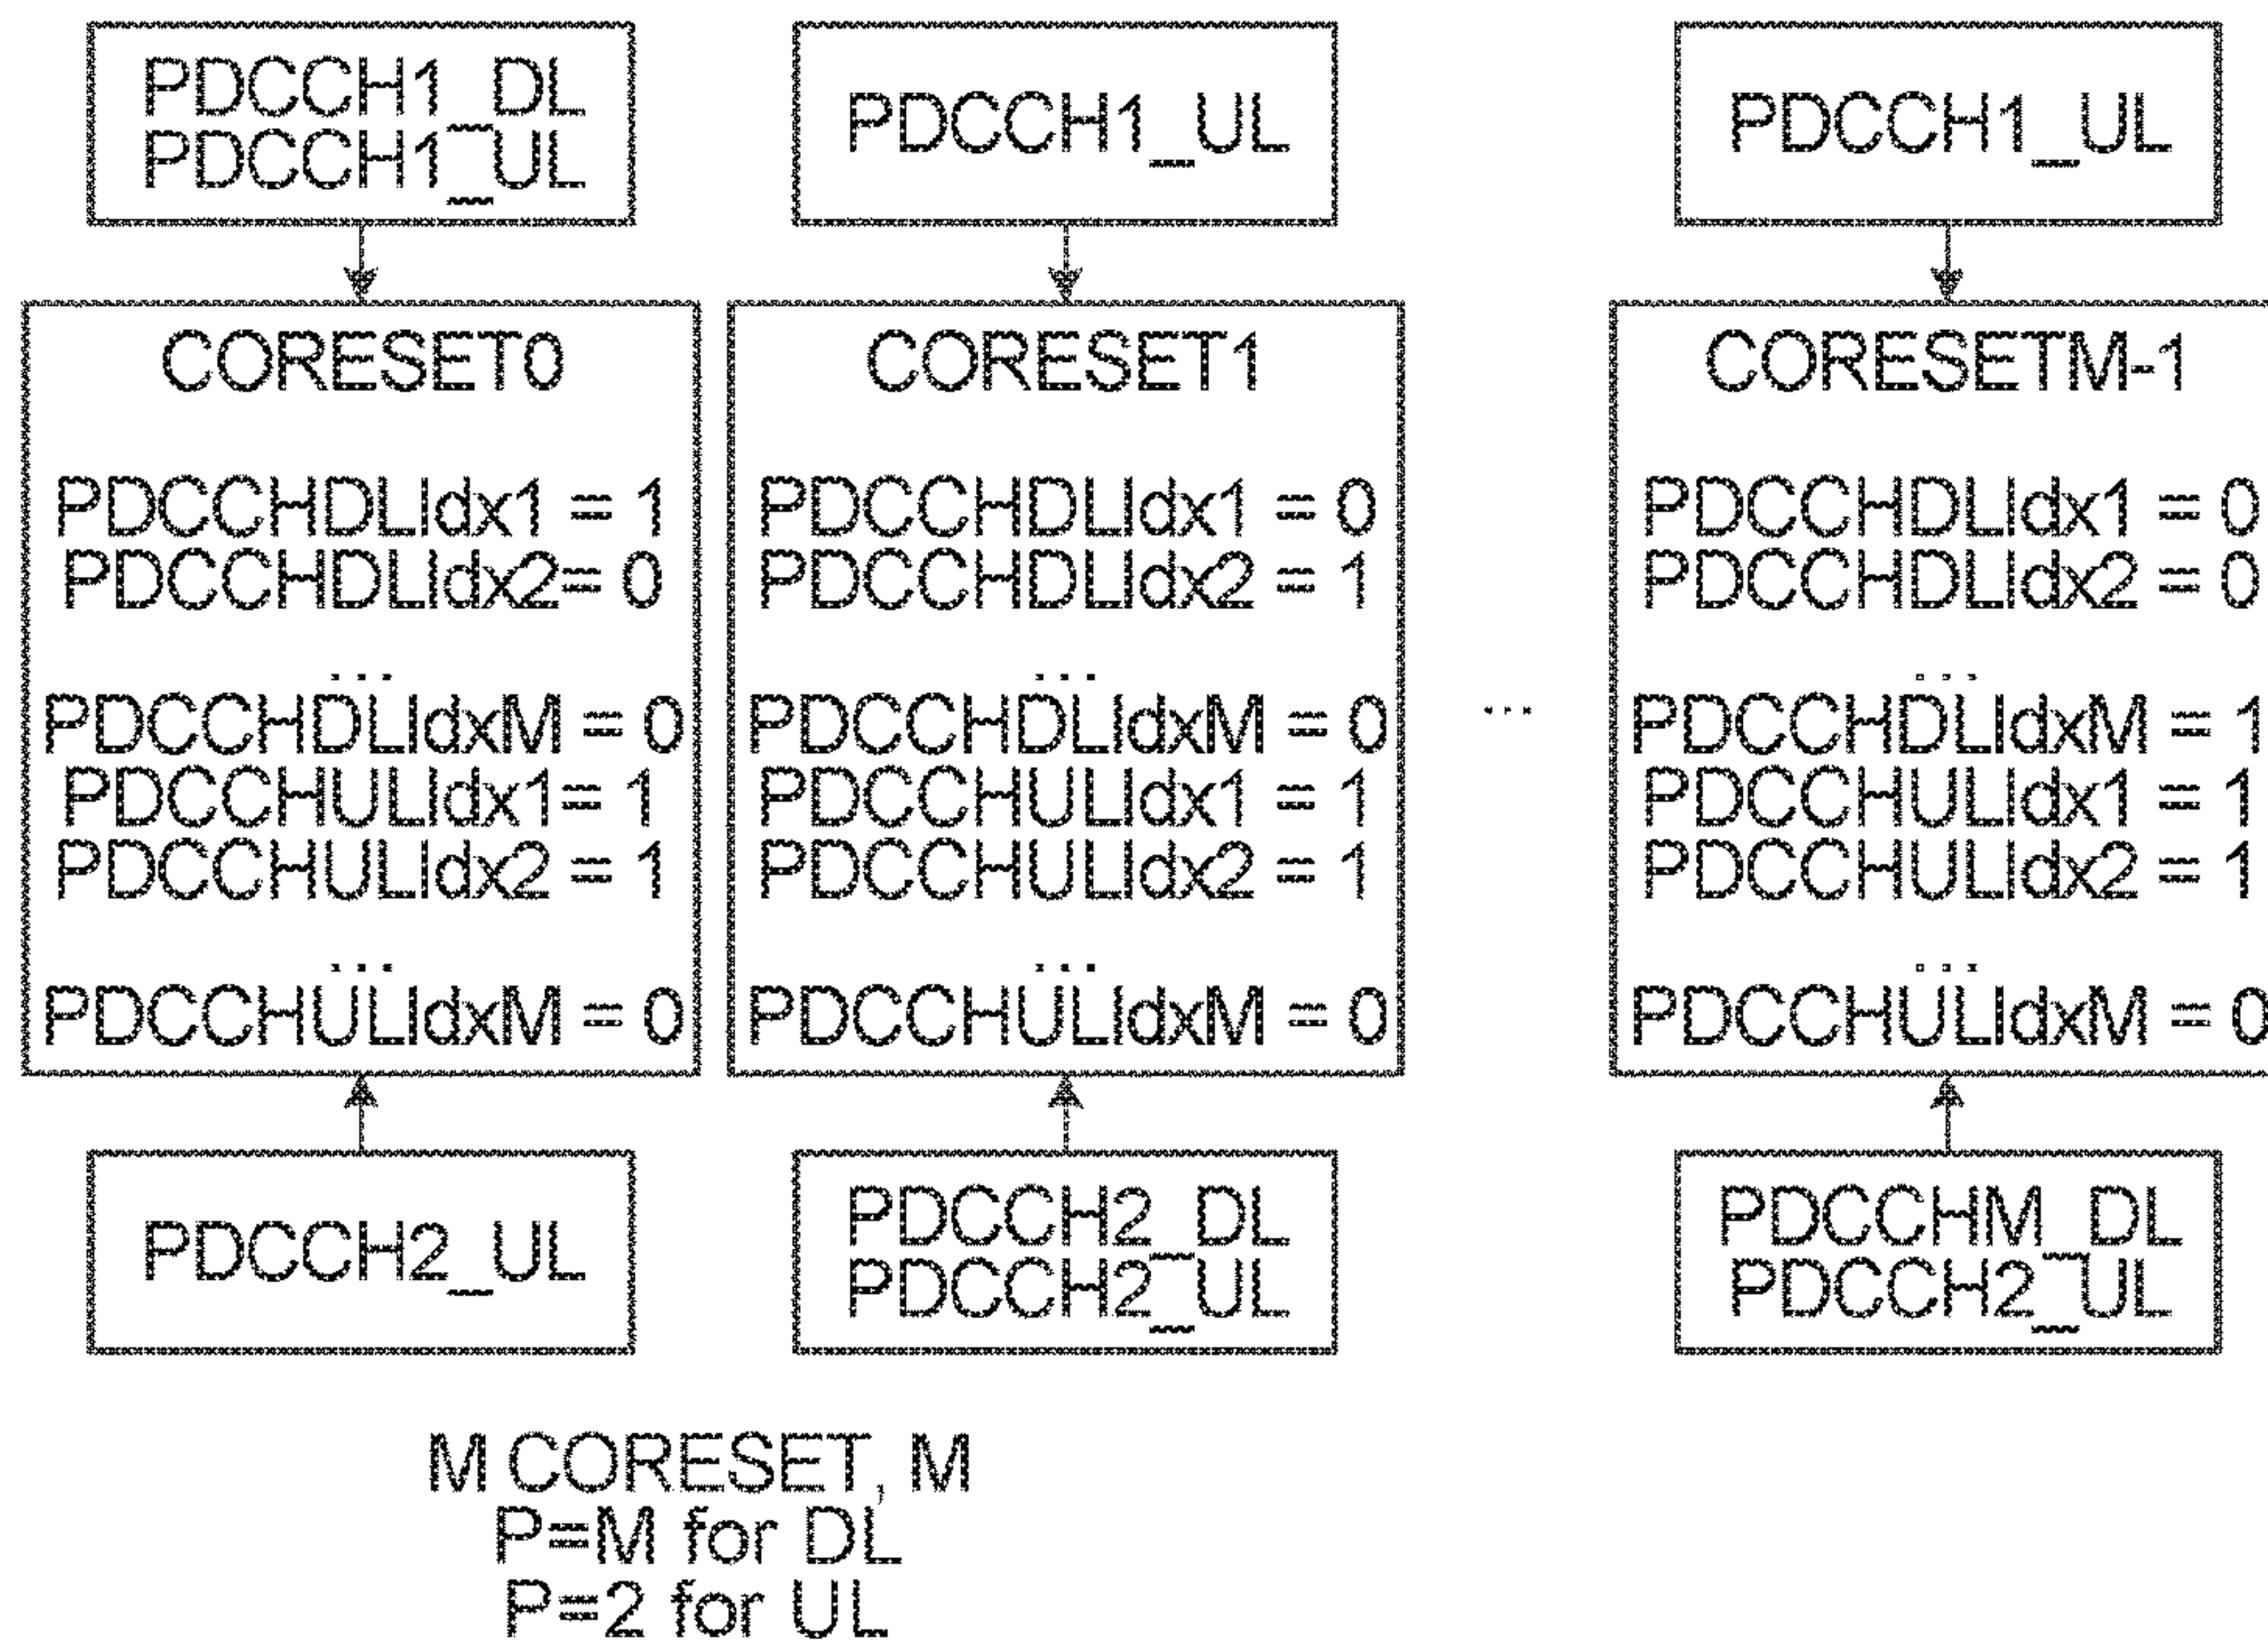 PDCCH1_DL
PDCCH1_UL
PDCCH1_UL
PDCCH1_UL
CORESET0
PDCCHDLIdx1 = 1
PDCCHDLIdx2= 0
...
PDCCHDLIdxM = 0
PDCCHULIdx1= 1
PDCCHULIdx2 = 1
...
PDCCHULIdxM = 0
CORESET1
PDCCHDLIdx1 = 0
PDCCHDLIdx2 = 1
...
PDCCHDLIdxM = 0
PDCCHULIdx1 = 1
PDCCHULIdx2 = 1
...
PDCCHULIdxM = 0
...
CORESETM-1
PDCCHDLIdx1 = 0
PDCCHDLIdx2 = 0
...
PDCCHDLIdxM = 1
PDCCHULIdx1 = 1
PDCCHULIdx2 = 1
...
PDCCHULIdxM = 0
PDCCH2_UL
PDCCH2_DL
PDCCH2_UL
PDCCHM_DL
PDCCH2_UL
M CORESET, M
P=M for DL
P=2 for UL